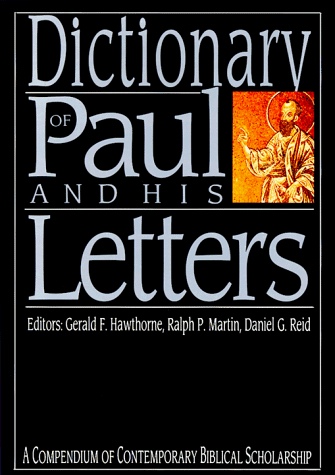 Dictionary
OF
Paul
AND HIS
Letters
Editors: Gerald F. Hawthorne, Ralph P. Martin, Daniel G. Reid
A COMPENDIUM OF CONTEMPORARY BIBLICAL SCHOLARSHIP